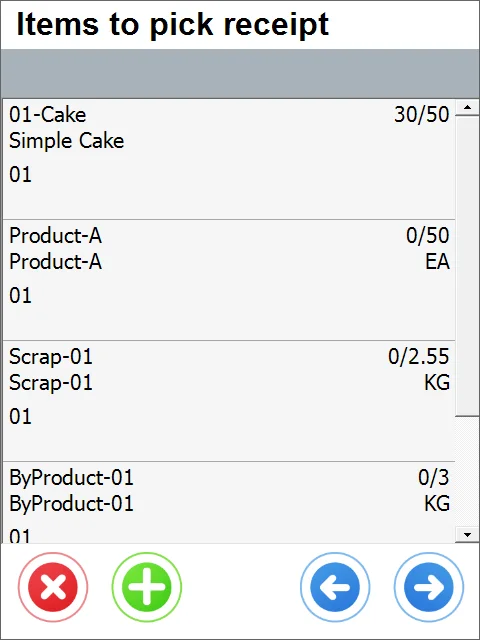 Items to pick receipt
01-Cake 30/50
Simple Cake
01
Product-A 0/50
Product-A EA
01
Scrap-01 0/2.55
Scrap-01 KG
01
ByProduct-01 0/3
ByProduct-01 KG
01